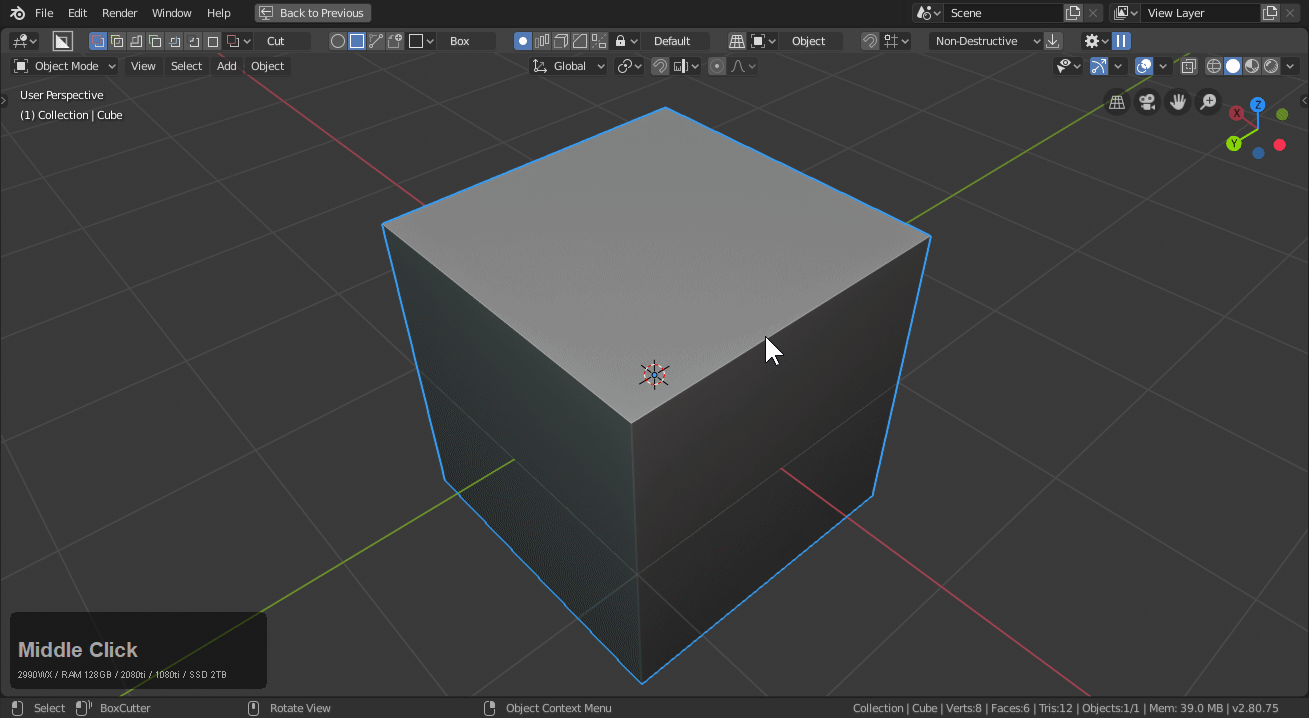 File Edit Render Window Help Back to Previous Scene View Layer
Cut Box Default Object Non-Destructive
Object Mode View Select Add Object Global
User Perspective
(1) Collection | Cube
Z
X
Y
Middle Click
2990WX / RAM 128GB / 2080ti / 1080ti / SSD 2TB
Select BoxCutter Rotate View Object Context Menu Collection | Cube | Verts:8 | Faces:6 | Tris:12 | Objects:1/1 | Mem: 39.0 MB | v2.80.75